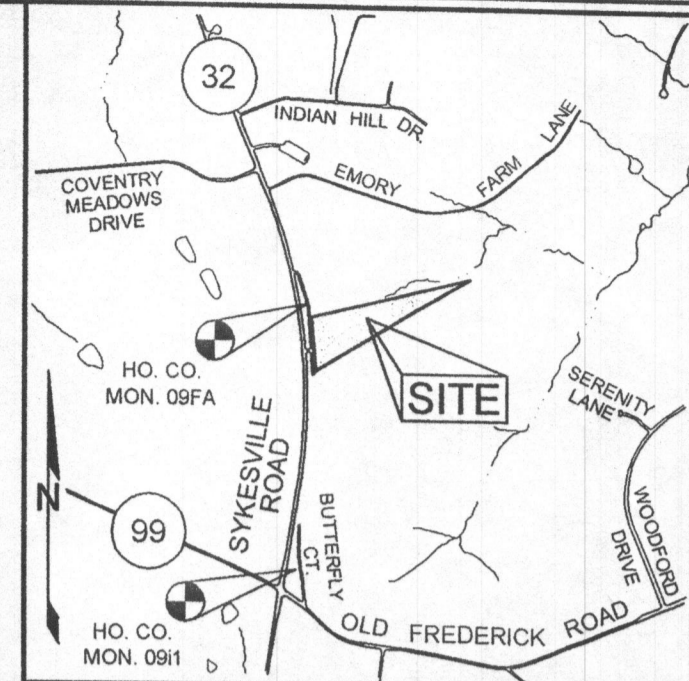 32
INDIAN HILL DR.
COVENTRY
MEADOWS
DRIVE
EMORY FARM LANE
HO. CO.
MON. 09FA
SITE
SERENITY
LANE
N
SYKESVILLE
ROAD
99
BUTTERFLY
CT.
WOODFORD
DRIVE
OLD FREDERICK ROAD
HO. CO.
MON. 09i1